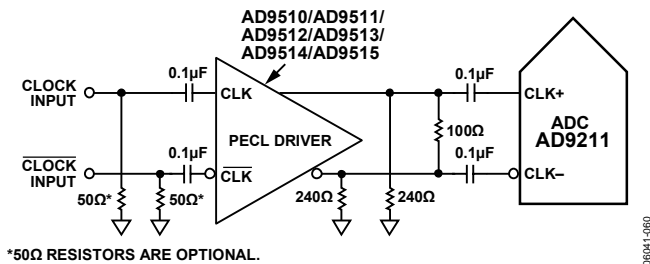 AD9510/AD9511/
AD9512/AD9513/
AD9514/AD9515
0.1µF
0.1µF
CLOCK
INPUT
CLK
CLK+
ADC
AD9211
PECL DRIVER
100Ω
CLOCK
INPUT
0.1µF
0.1µF
CLK
CLK–
50Ω*
50Ω*
240Ω
240Ω
*50Ω RESISTORS ARE OPTIONAL.
06041-060